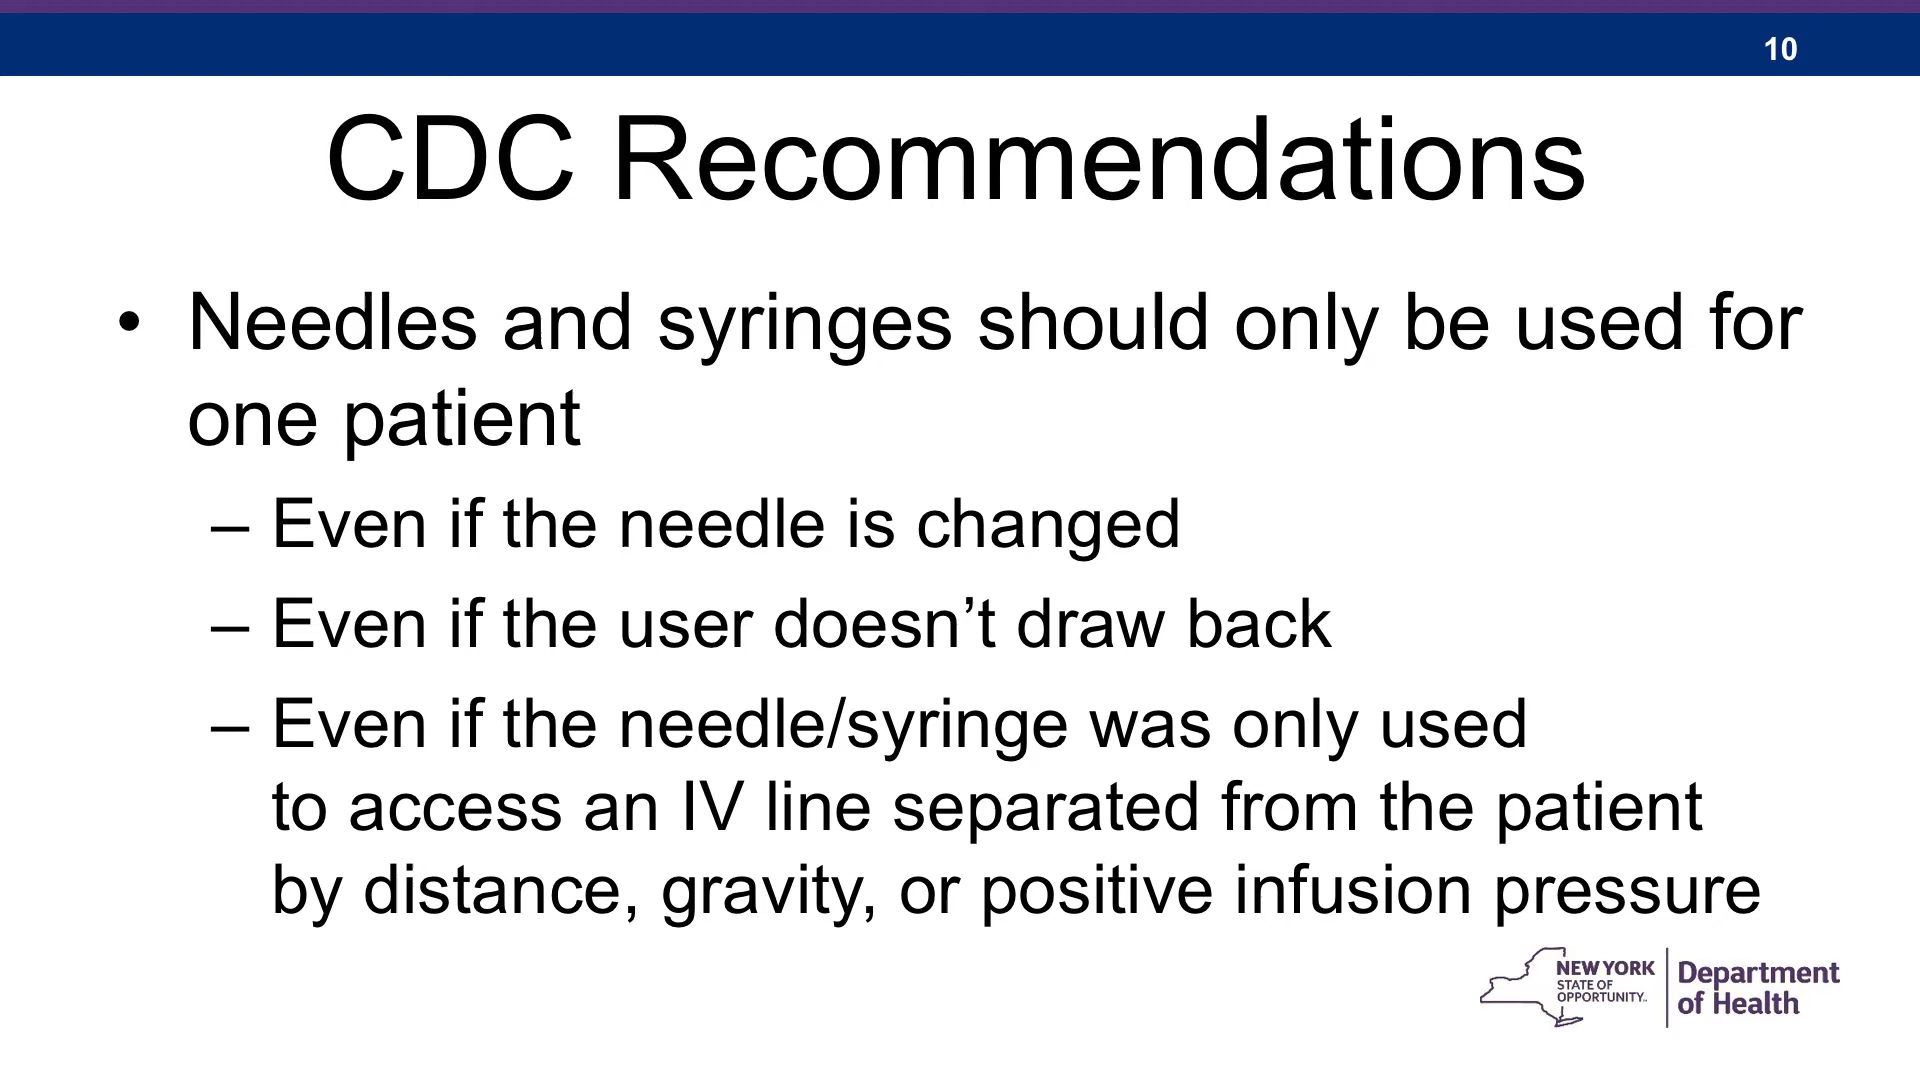 10
CDC Recommendations
• Needles and syringes should only be used for
one patient
– Even if the needle is changed
– Even if the user doesn’t draw back
– Even if the needle/syringe was only used
to access an IV line separated from the patient
by distance, gravity, or positive infusion pressure
NEW YORK
STATE OF
OPPORTUNITY.
Department
of Health